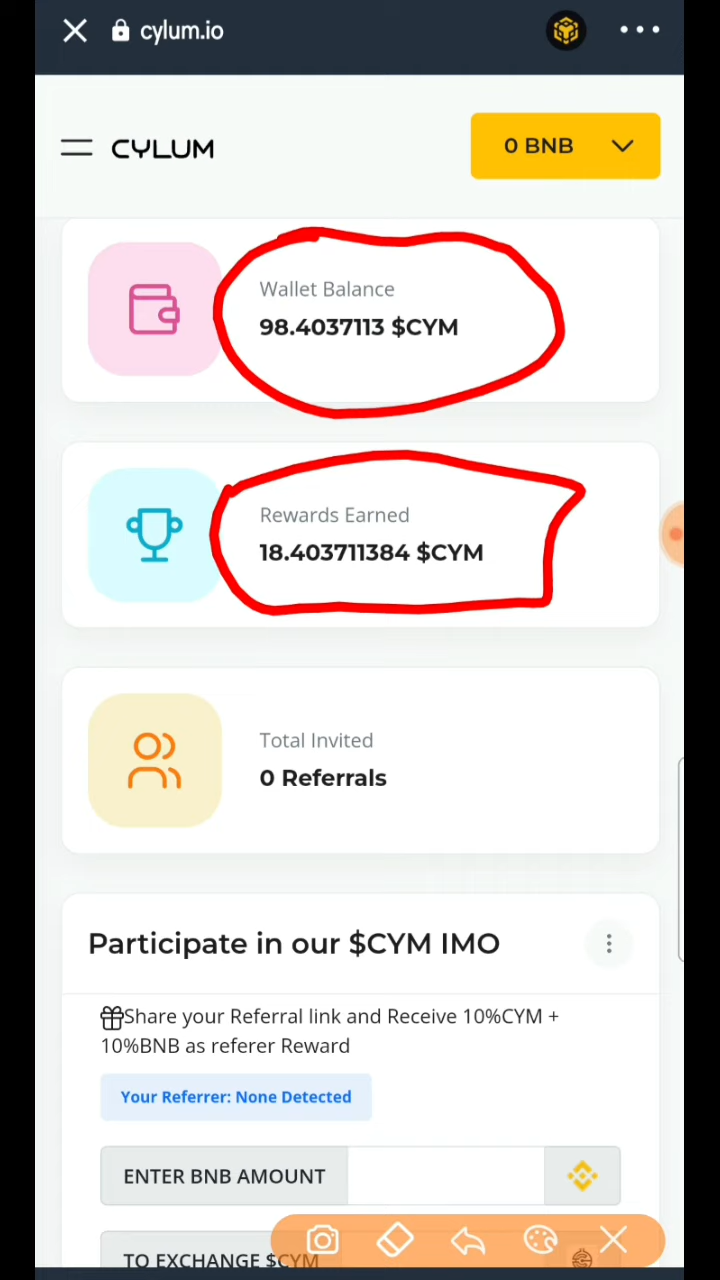 cylum.io
CYLUM
0 BNB
Wallet Balance
98.4037113 $CYM
Rewards Earned
18.403711384 $CYM
Total Invited
0 Referrals
Participate in our $CYM IMO
Share your Referral link and Receive 10%CYM +
10%BNB as referer Reward
Your Referrer: None Detected
ENTER BNB AMOUNT
TO EXCHANGE $CYM